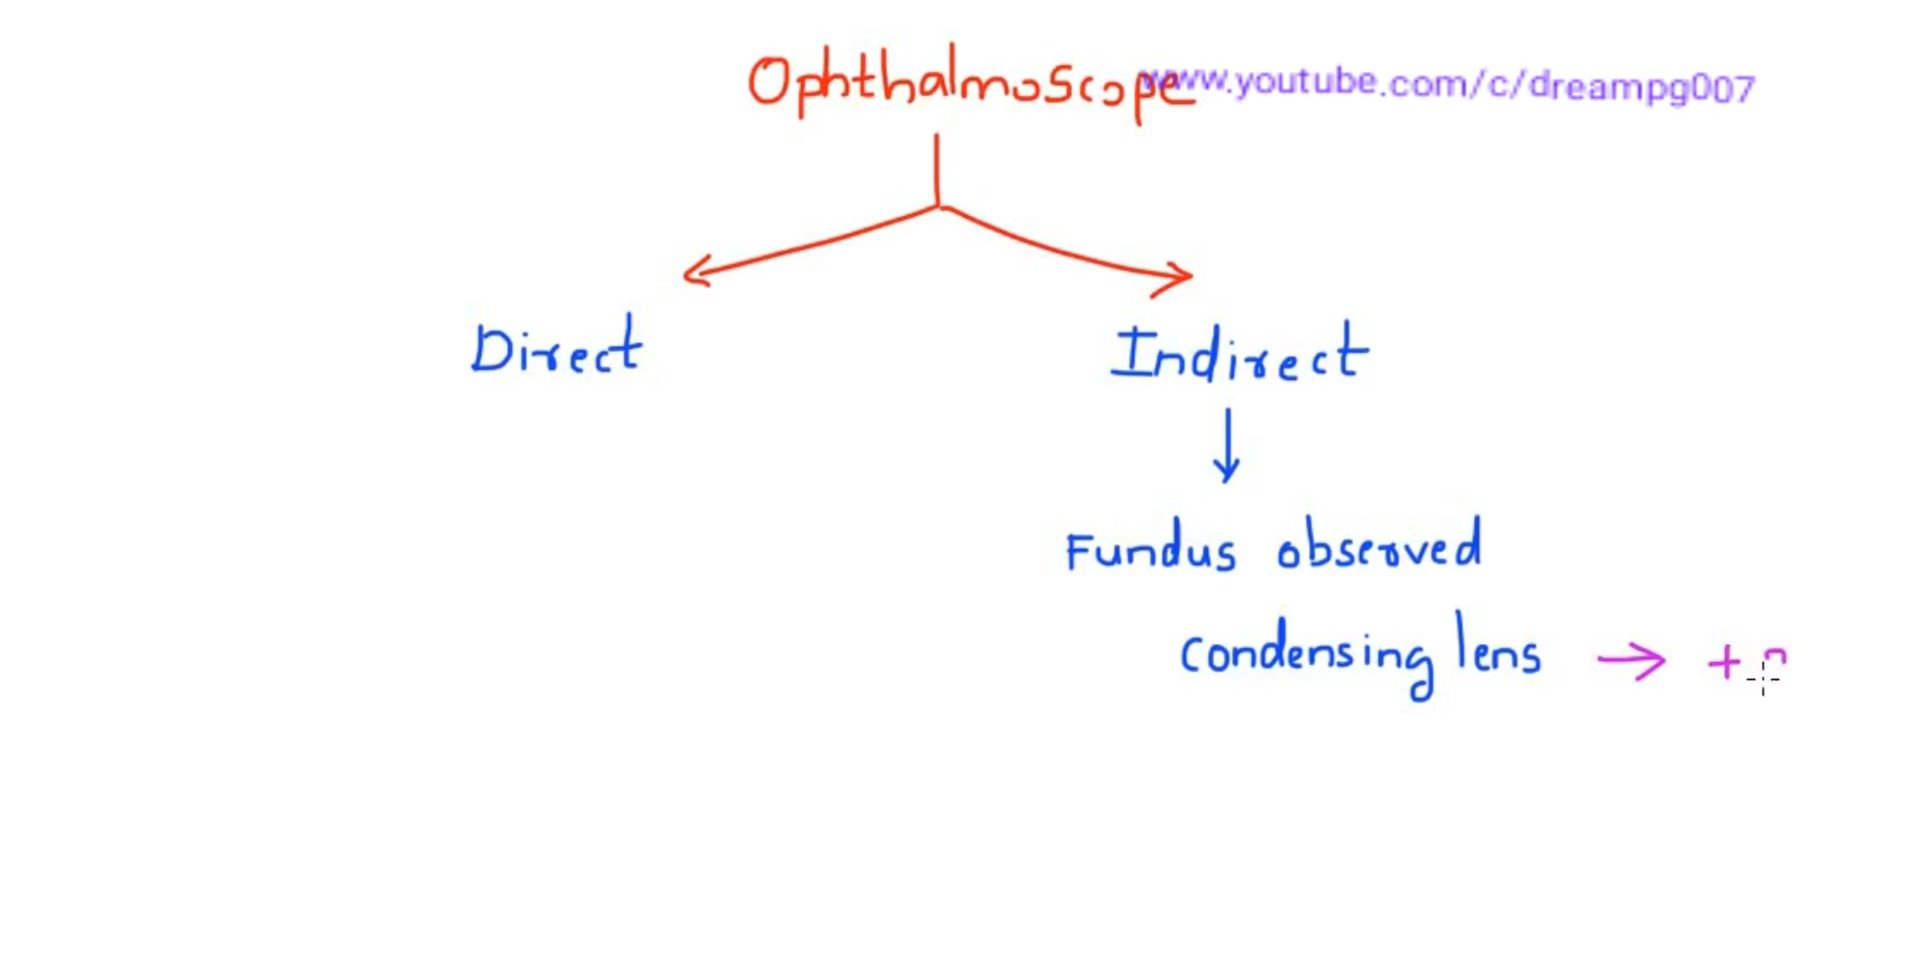 Ophthalmoscope
www.youtube.com/c/dreampg007
Direct
Indirect
Fundus observed
condensing lens → +